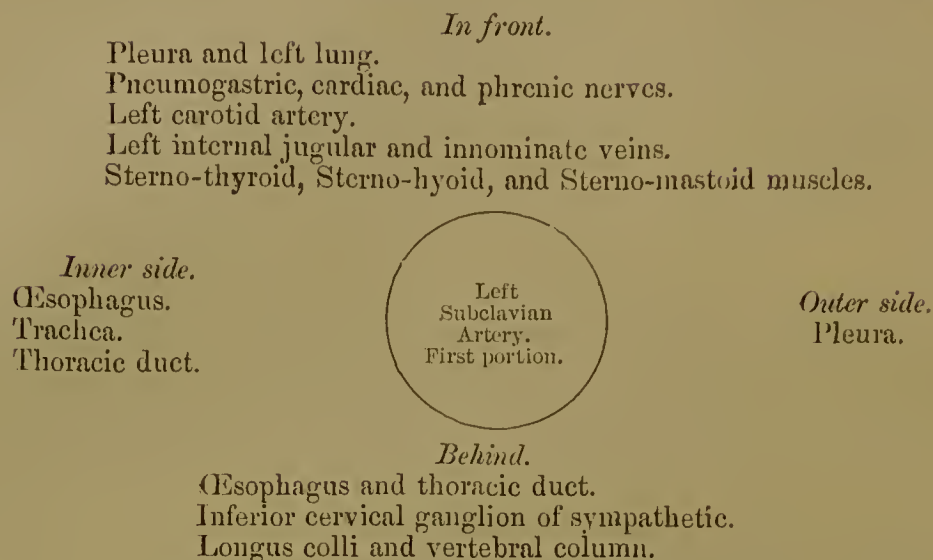 In front.
Pleura and left lung.
Pneumogastric, cardiac, and phrenic nerves.
Left carotid artery.
Left internal jugular and innominate veins.
Sterno-thyroid, Sterno-hyoid, and Sterno-mastoid muscles.
Inner side.
Œsophagus.
Trachea.
Thoracic duct.
Left
Subclavian
Artery.
First portion.
Outer side.
Pleura.
Behind.
Œsophagus and thoracic duct.
Inferior cervical ganglion of sympathetic.
Longus colli and vertebral column.